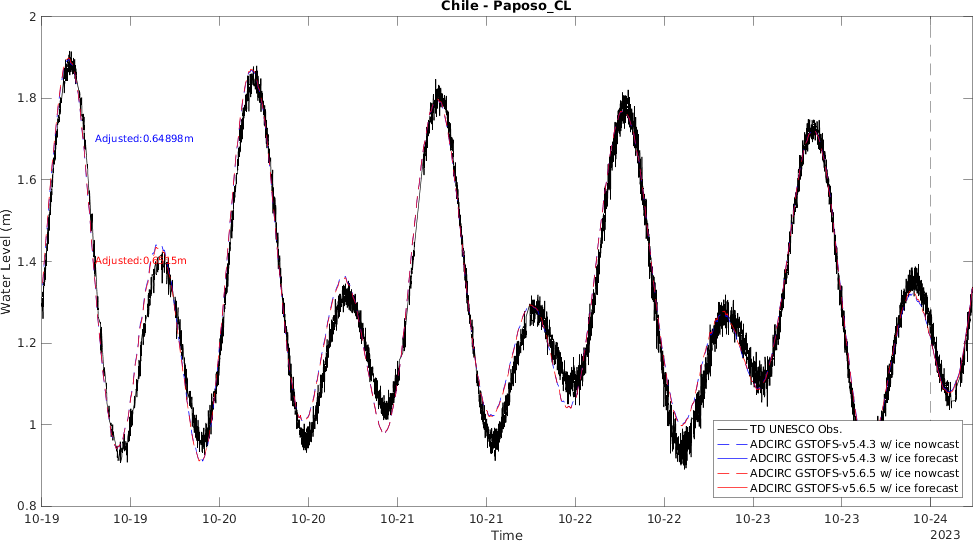 Chile - Paposo_CL
2
1.8
1.6
1.4
1.2
1
0.8
Water Level (m)
Adjusted:0.64898m
TD UNESCO Obs.
ADCIRC GSTOFS-v5.4.3 w/ ice nowcast
ADCIRC GSTOFS-v5.4.3 w/ ice forecast
ADCIRC GSTOFS-v5.6.5 w/ ice nowcast
ADCIRC GSTOFS-v5.6.5 w/ ice forecast
10-19 10-19 10-20 10-20 10-21 10-21 10-22 10-22 10-23 10-23 10-24
2023
Time